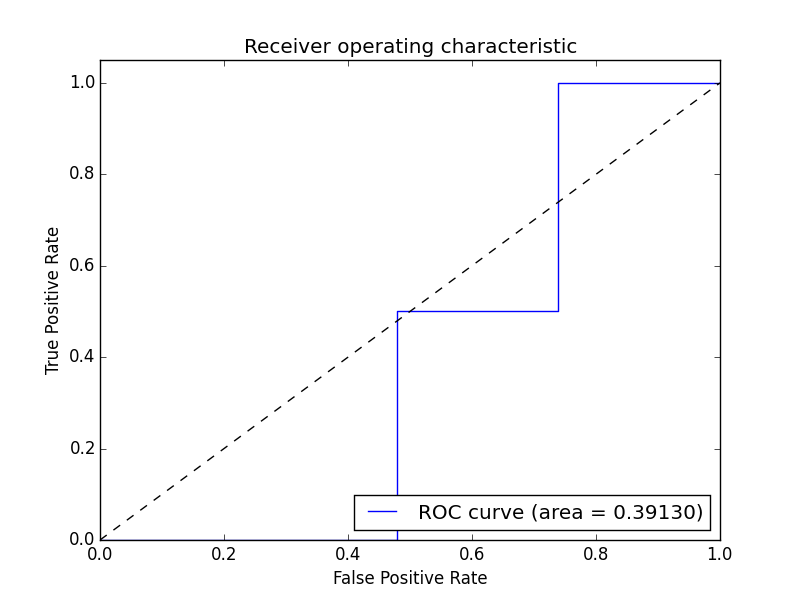 Receiver operating characteristic
1.0
0.8
0.6
0.4
0.2
0.0
True Positive Rate
ROC curve (area = 0.39130)
0.0 0.2 0.4 0.6 0.8 1.0
False Positive Rate